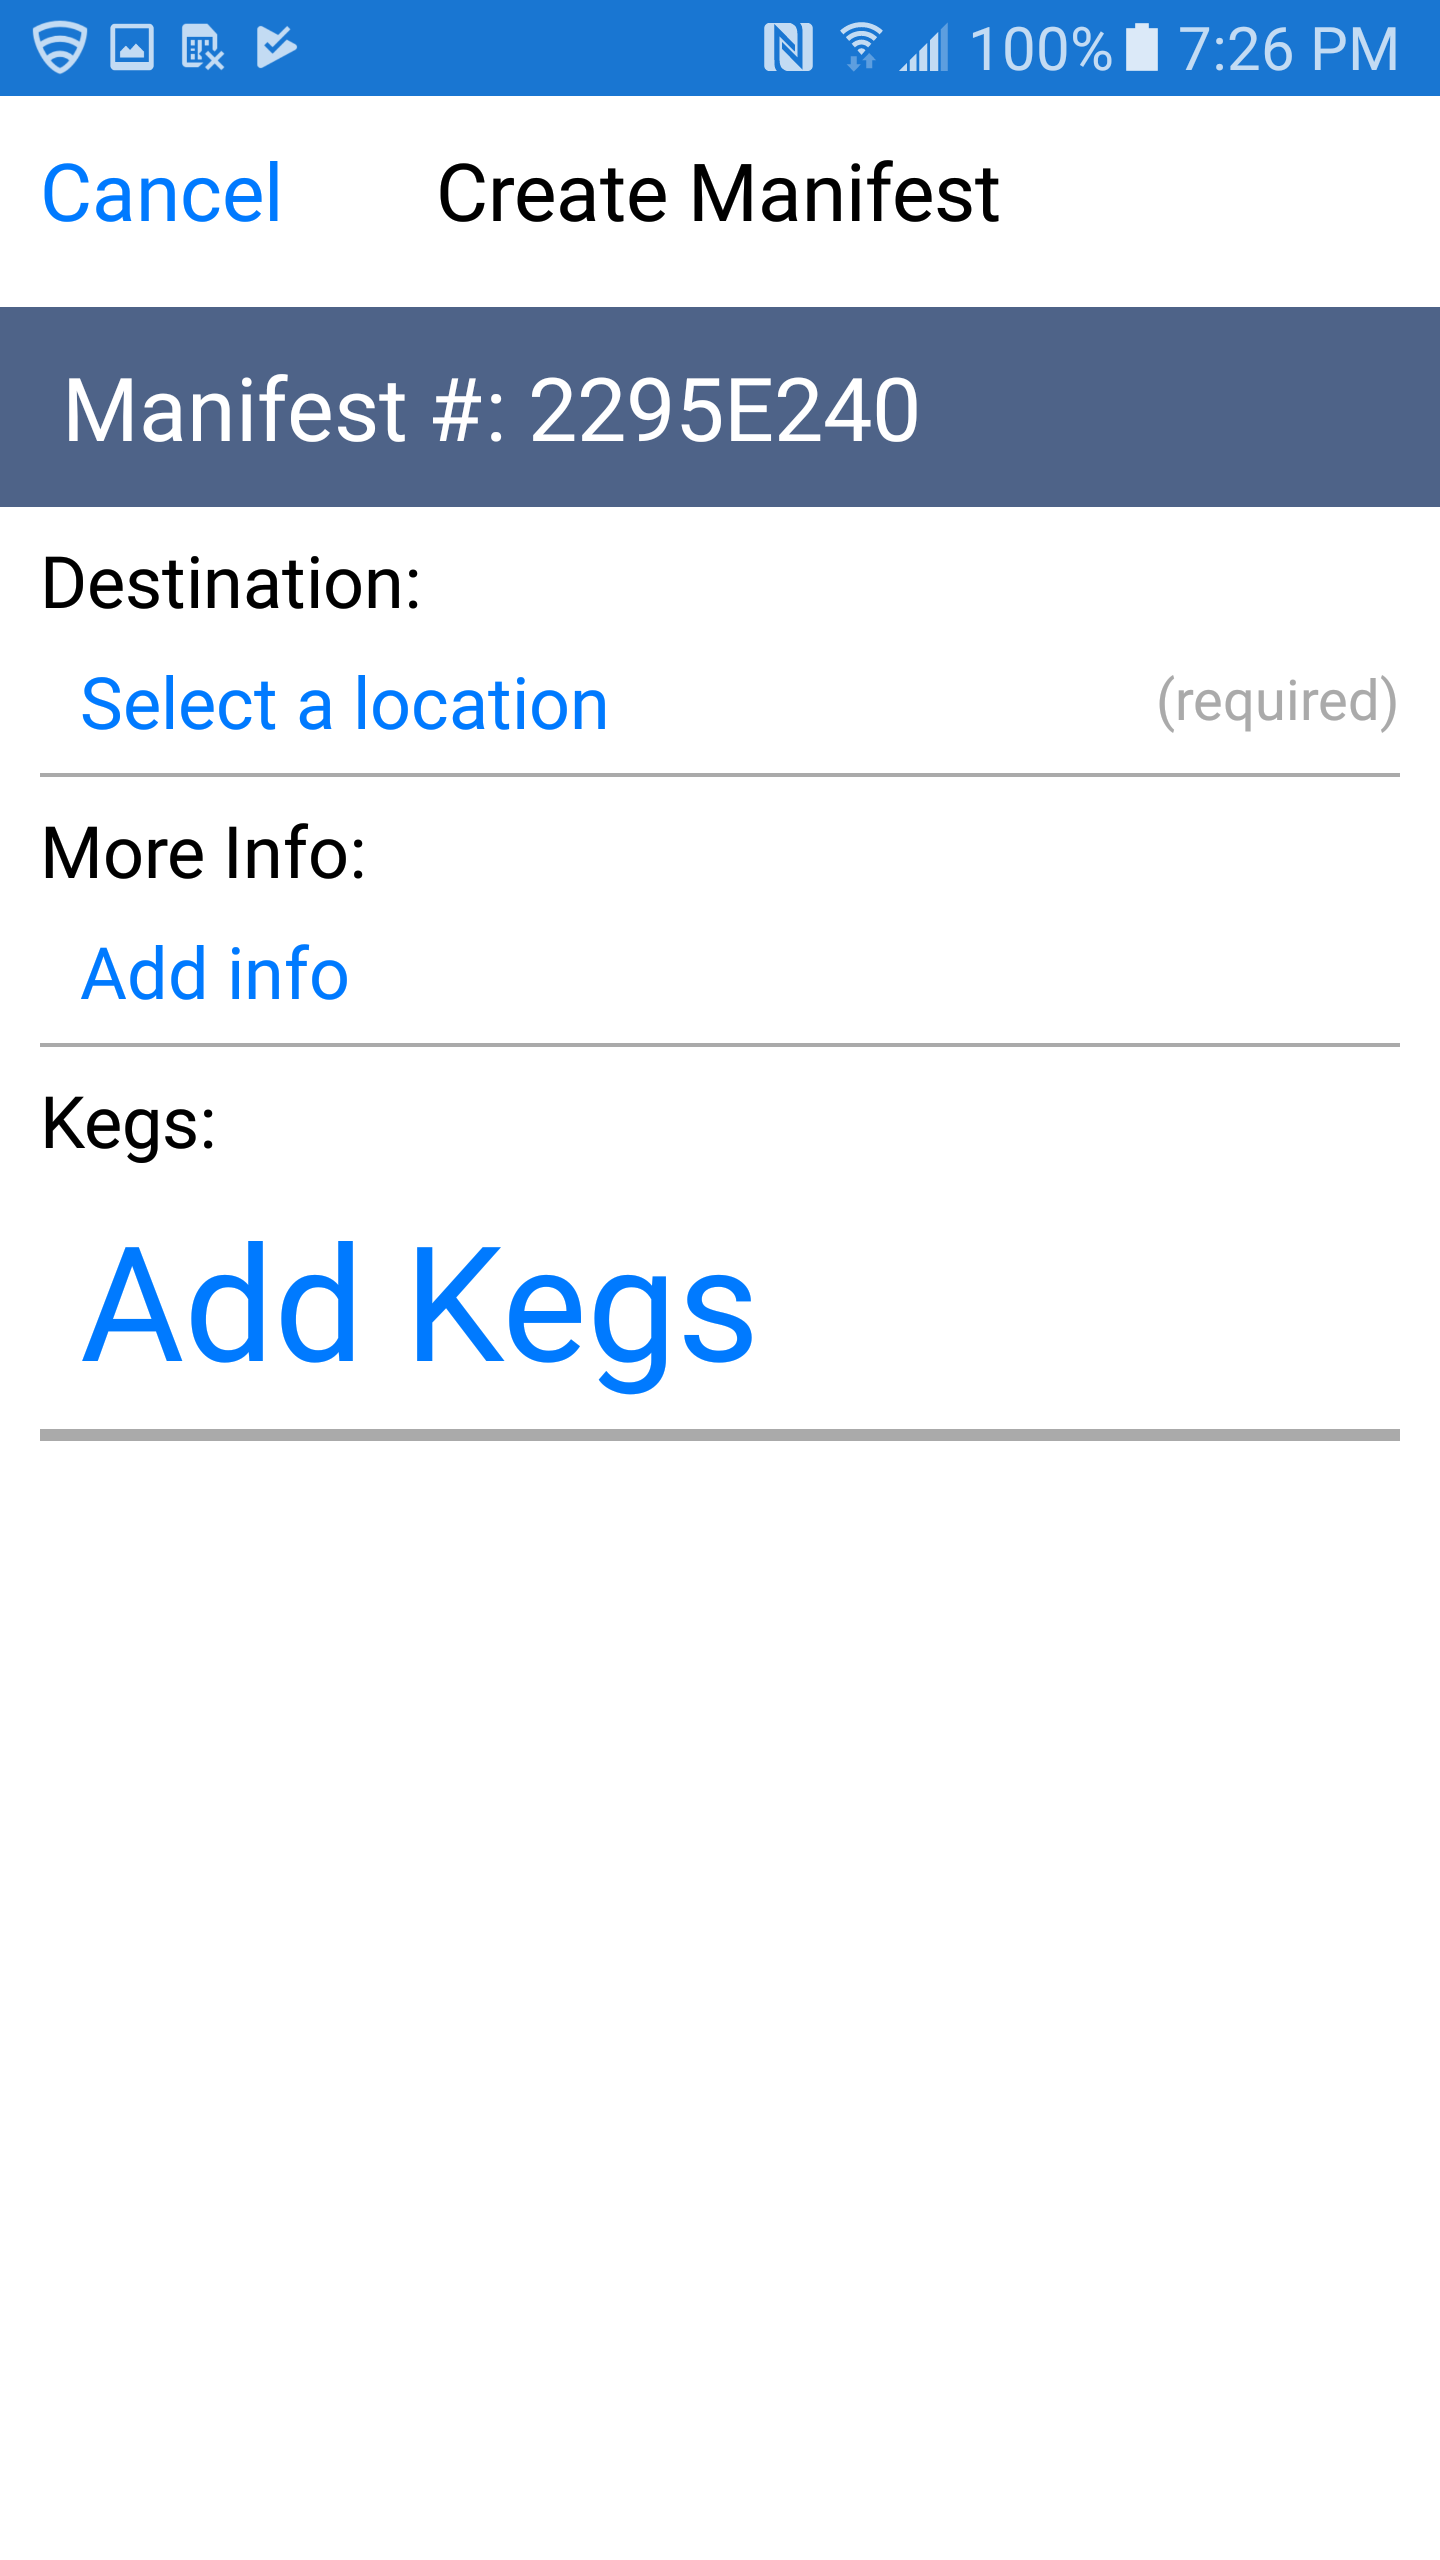 100% 7:26 PM
Cancel Create Manifest
Manifest #: 2295E240
Destination:
Select a location (required)
More Info:
Add info
Kegs:
Add Kegs